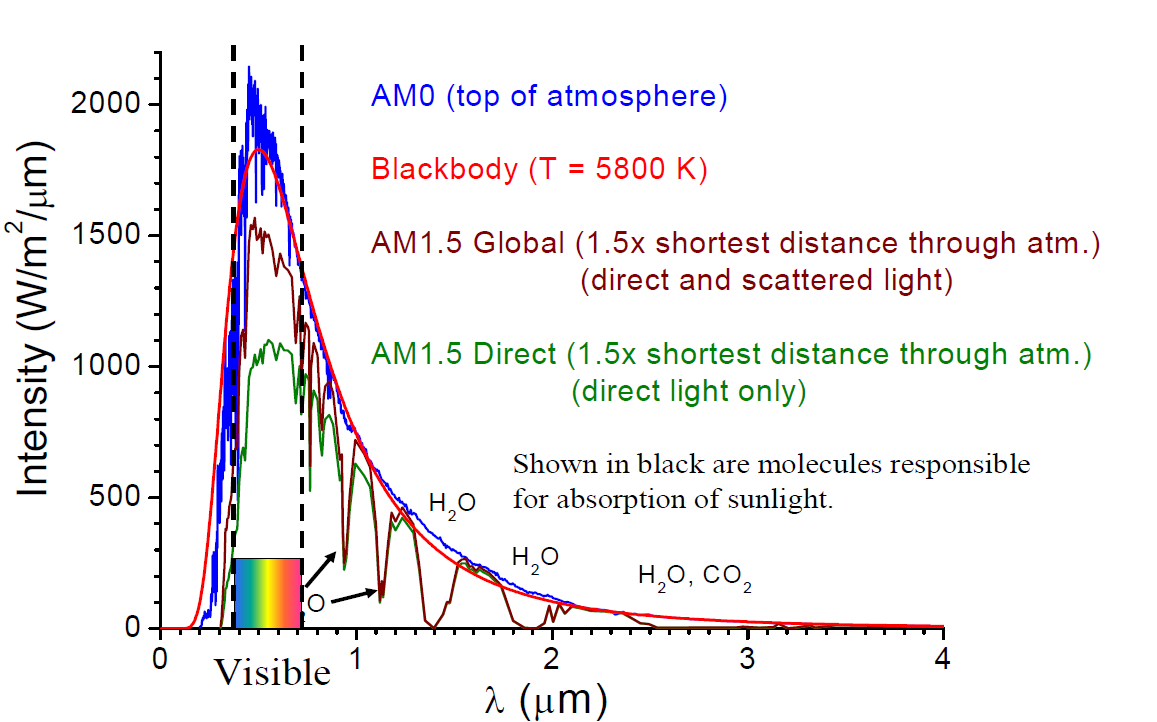 AM0 (top of atmosphere)
Blackbody (T = 5800 K)
AM1.5 Global (1.5x shortest distance through atm.)
(direct and scattered light)
AM1.5 Direct (1.5x shortest distance through atm.)
(direct light only)
Shown in black are molecules responsible
for absorption of sunlight.
H₂O
H₂O
H₂O, CO₂
O
Intensity (W/m²/μm)
2000
1500
1000
500
0
0
1
2
3
4
Visible
λ (μm)